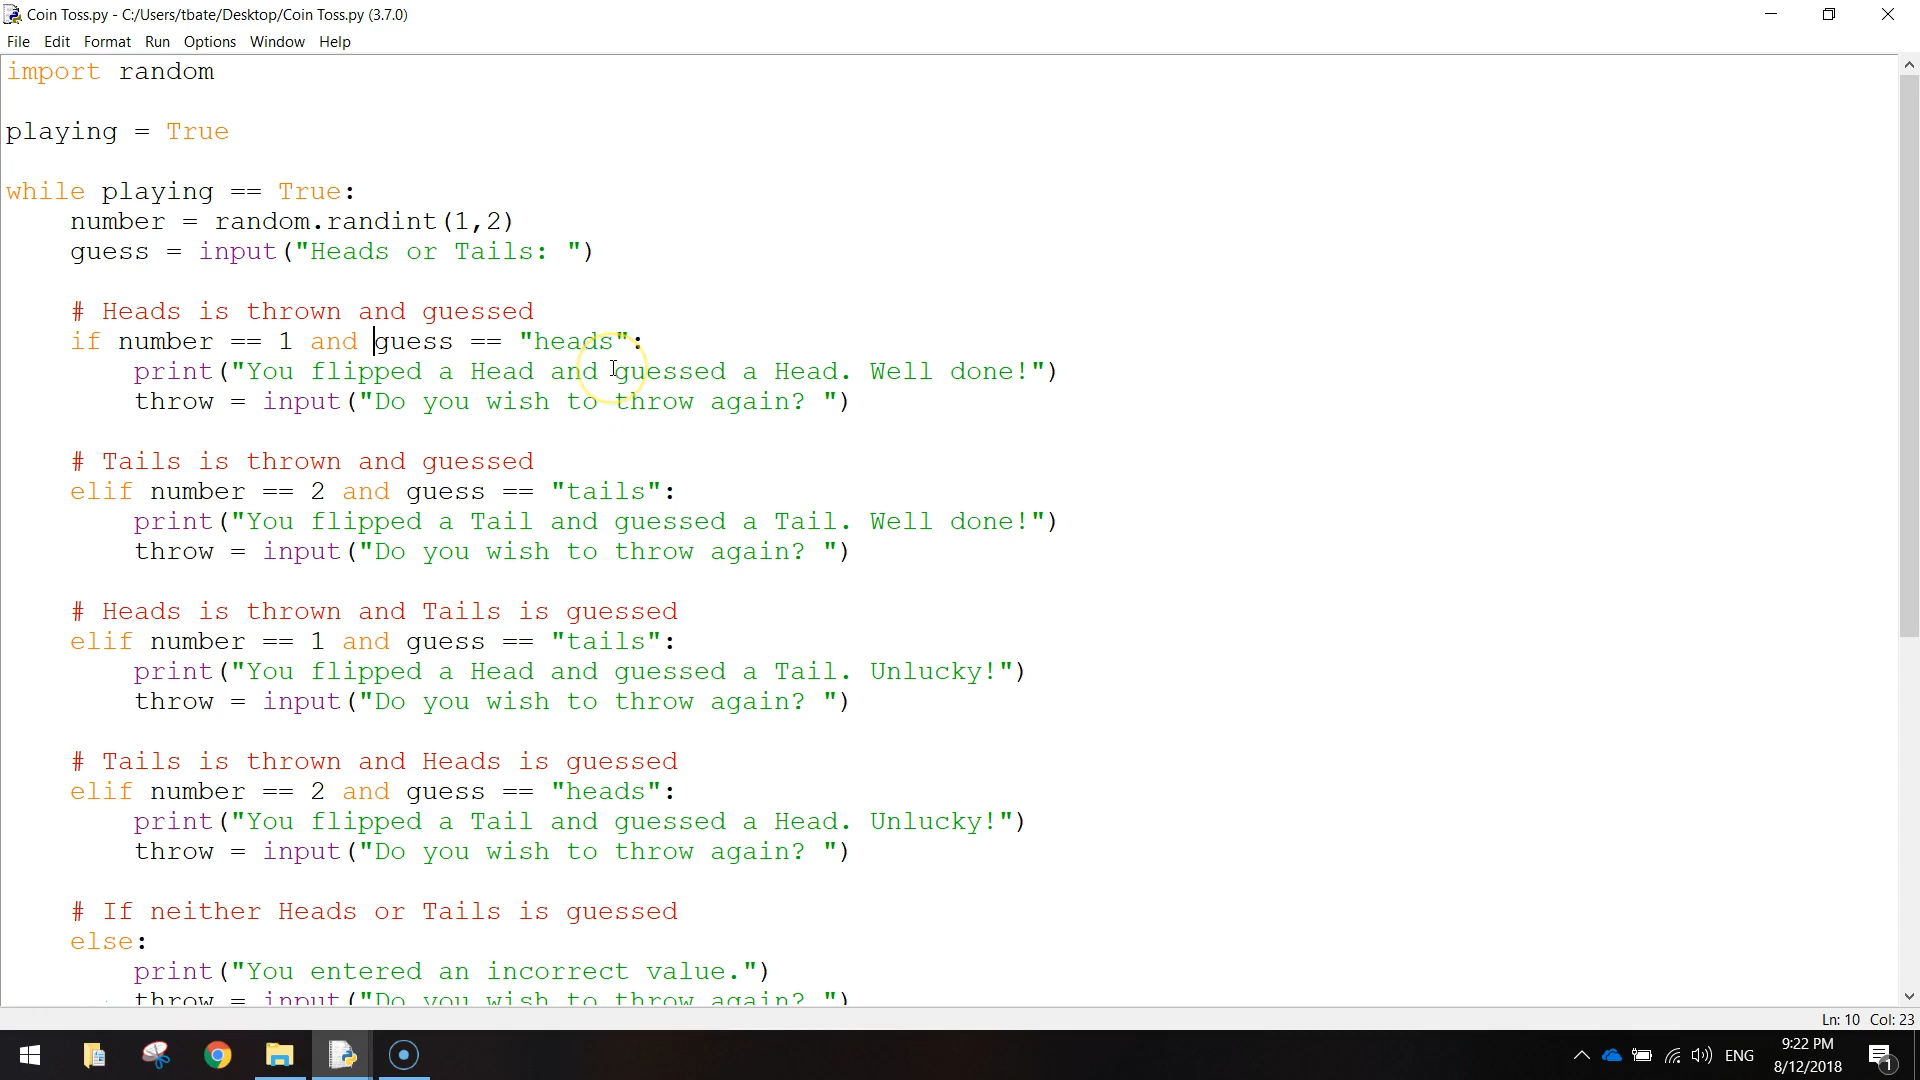 Coin Toss.py - C:/Users/tbate/Desktop/Coin Toss.py (3.7.0)
File Edit Format Run Options Window Help
import random
playing = True
while playing == True:
number = random.randint(1,2)
guess = input("Heads or Tails: ")
# Heads is thrown and guessed
if number == 1 and guess == "heads":
print("You flipped a Head and guessed a Head. Well done!")
throw = input("Do you wish to throw again? ")
# Tails is thrown and guessed
elif number == 2 and guess == "tails":
print("You flipped a Tail and guessed a Tail. Well done!")
throw = input("Do you wish to throw again? ")
# Heads is thrown and Tails is guessed
elif number == 1 and guess == "tails":
print("You flipped a Head and guessed a Tail. Unlucky!")
throw = input("Do you wish to throw again? ")
# Tails is thrown and Heads is guessed
elif number == 2 and guess == "heads":
print("You flipped a Tail and guessed a Head. Unlucky!")
throw = input("Do you wish to throw again? ")
# If neither Heads or Tails is guessed
else:
print("You entered an incorrect value.")
throw = input("Do you wish to throw again? ")
Ln: 10 Col: 23
ENG
9:22 PM
8/12/2018
1